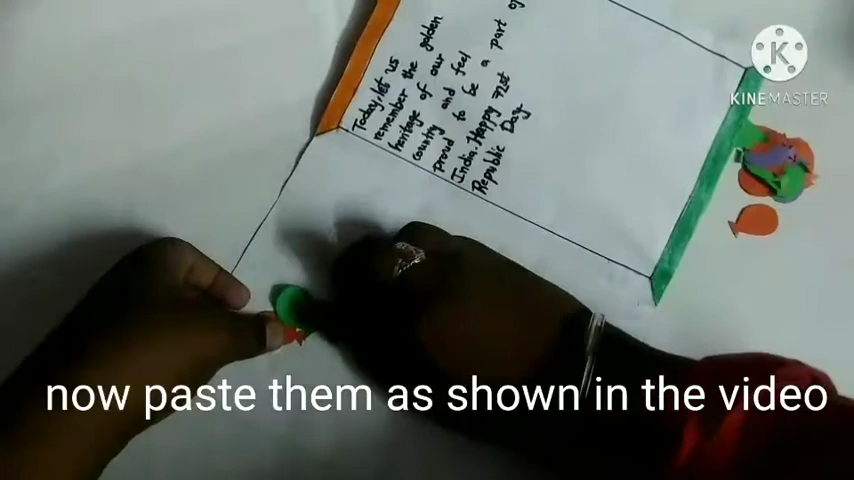 Today, let us
remember the golden
heritage of our
country and feel
proud to be a part of
India. Happy 72st
Republic Day
K
KINEMASTER
now paste them as shown in the video